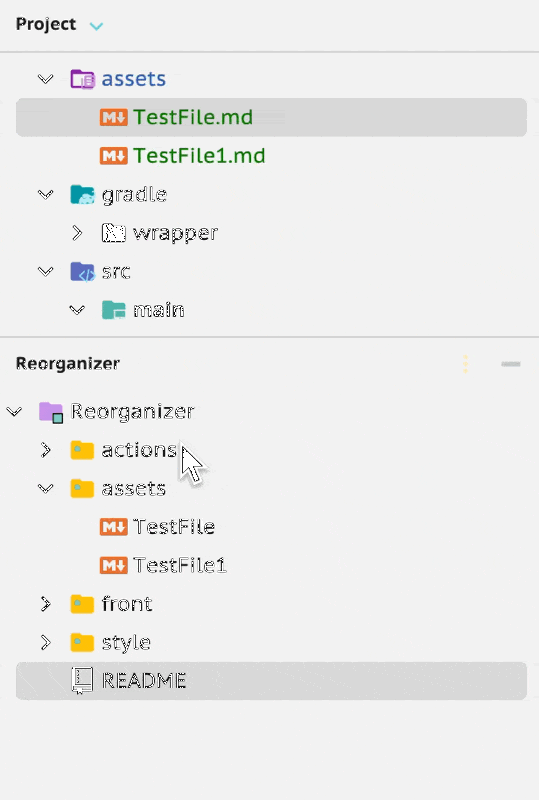 Project
assets
TestFile.md
TestFile1.md
gradle
wrapper
src
main
Reorganizer
Reorganizer
actions
assets
TestFile
TestFile1
front
style
README